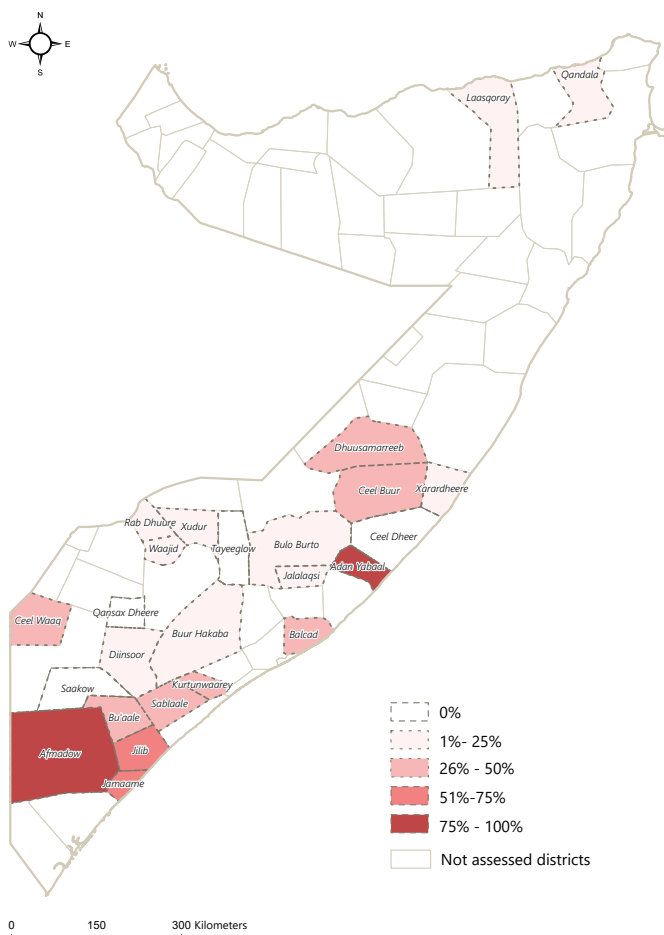 N
W E
S
Qandala
Laasqoray
Dhuusamarreeb
Ceel Buur
Xarardheere
Rab Dhuure
Xudur
Waajid
Tayeeglow
Bulo Burto
Ceel Dheer
Jalalaqsi
Adan Yabaal
Ceel Waaq
Qansax Dheere
Buur Hakaba
Balcad
Diinsoor
Saakow
Kurtunwaarey
Sablaale
Bu'aale
Afmadow
Jilib
Jamaame
0%
1%- 25%
26% - 50%
51%-75%
75% - 100%
Not assessed districts
0 150 300 Kilometers